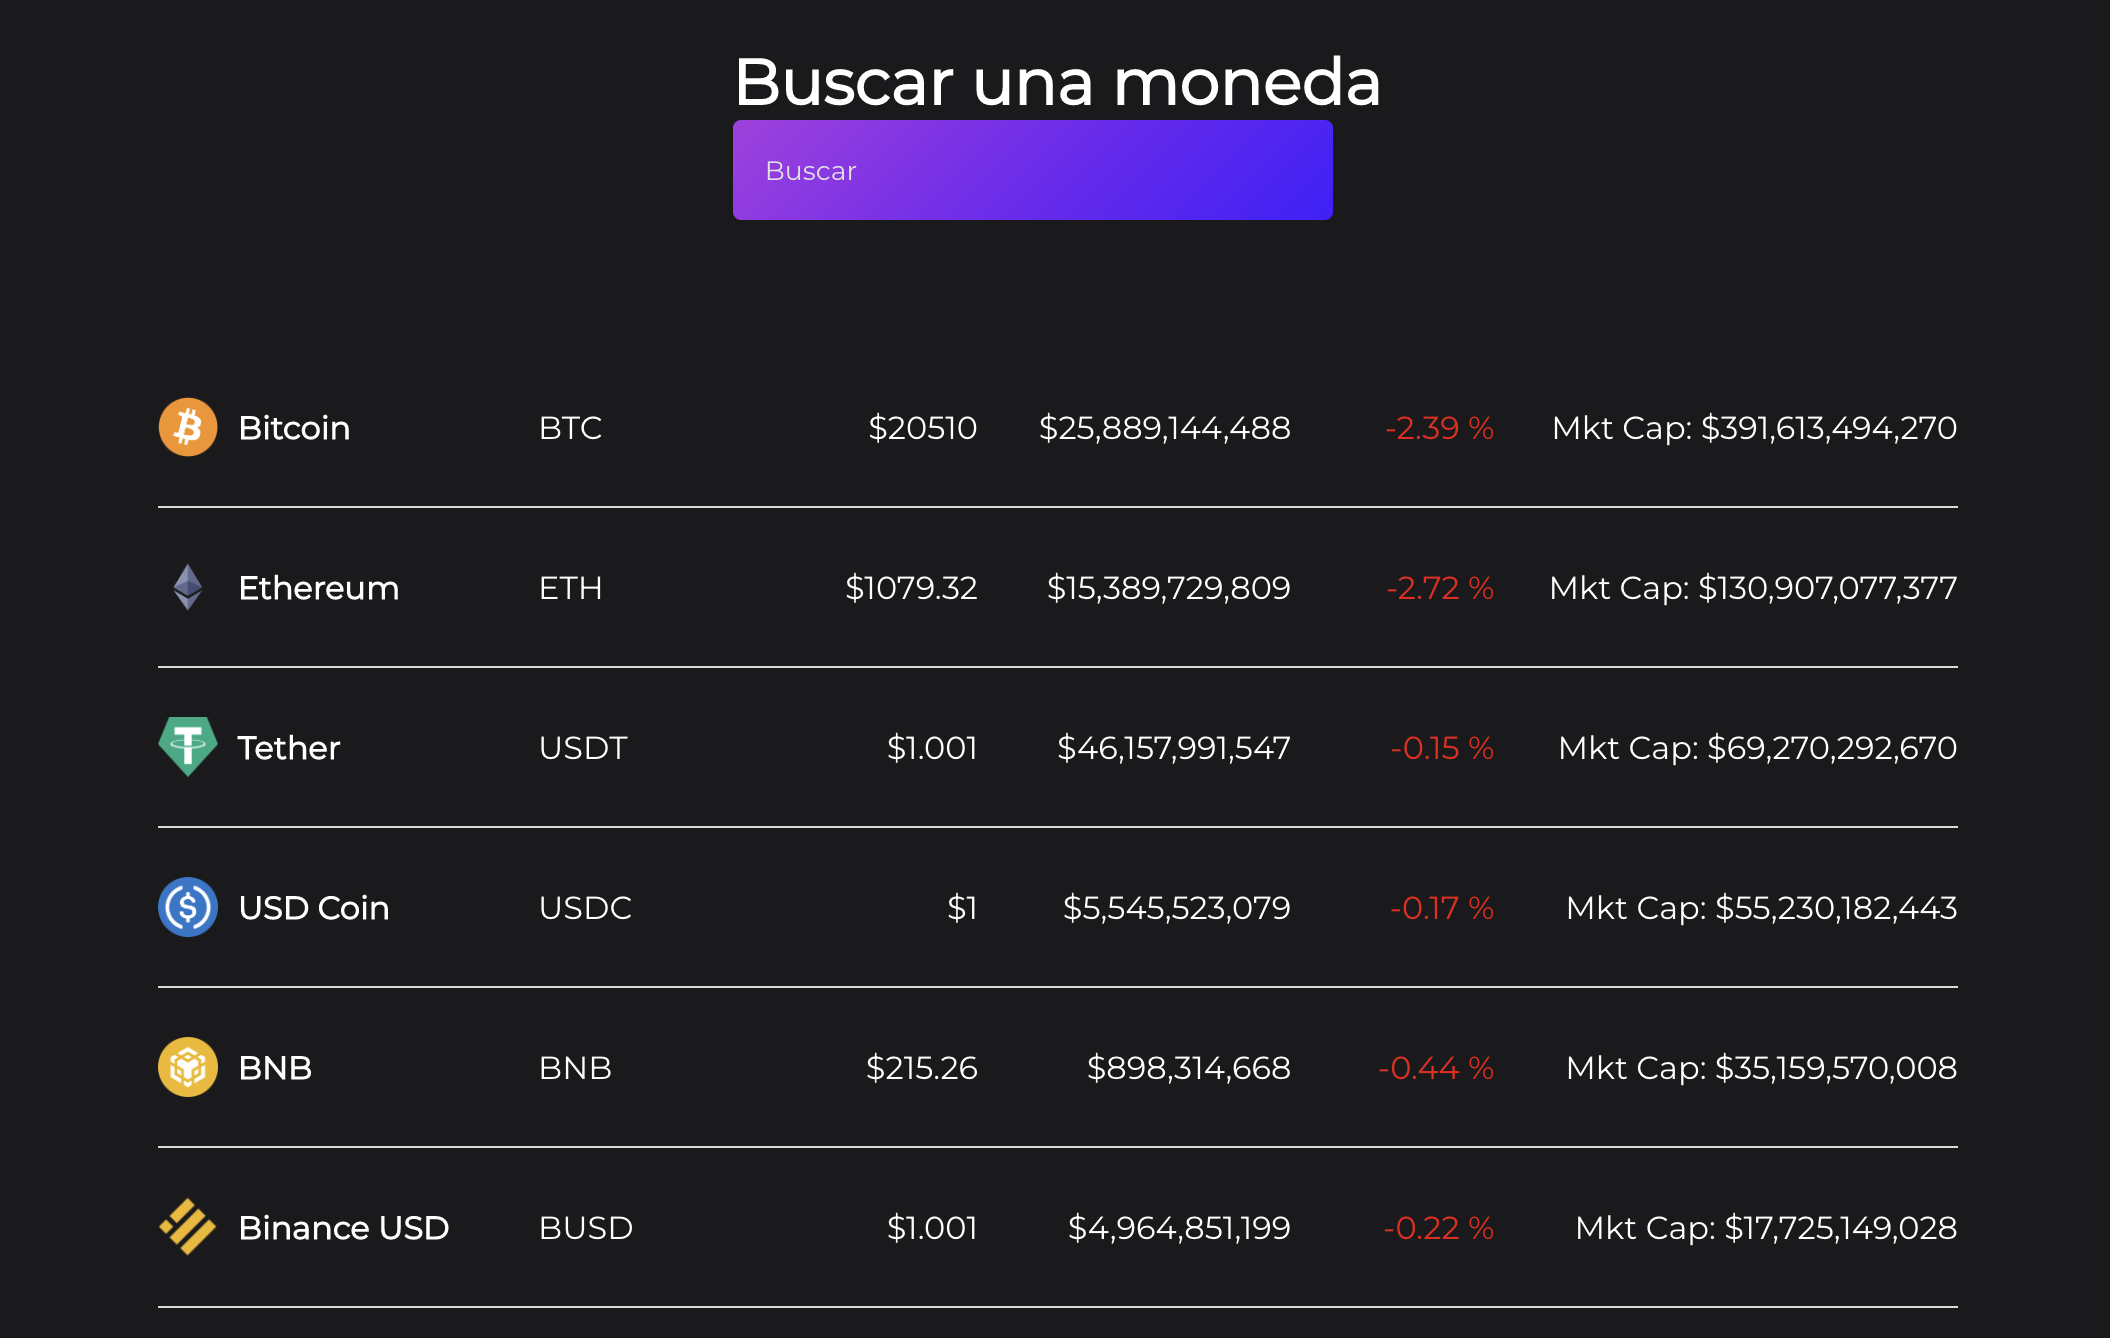 Buscar una moneda
Buscar
Bitcoin BTC $20510 $25,889,144,488 -2.39 % Mkt Cap: $391,613,494,270
Ethereum ETH $1079.32 $15,389,729,809 -2.72 % Mkt Cap: $130,907,077,377
Tether USDT $1.001 $46,157,991,547 -0.15 % Mkt Cap: $69,270,292,670
USD Coin USDC $1 $5,545,523,079 -0.17 % Mkt Cap: $55,230,182,443
BNB BNB $215.26 $898,314,668 -0.44 % Mkt Cap: $35,159,570,008
Binance USD BUSD $1.001 $4,964,851,199 -0.22 % Mkt Cap: $17,725,149,028